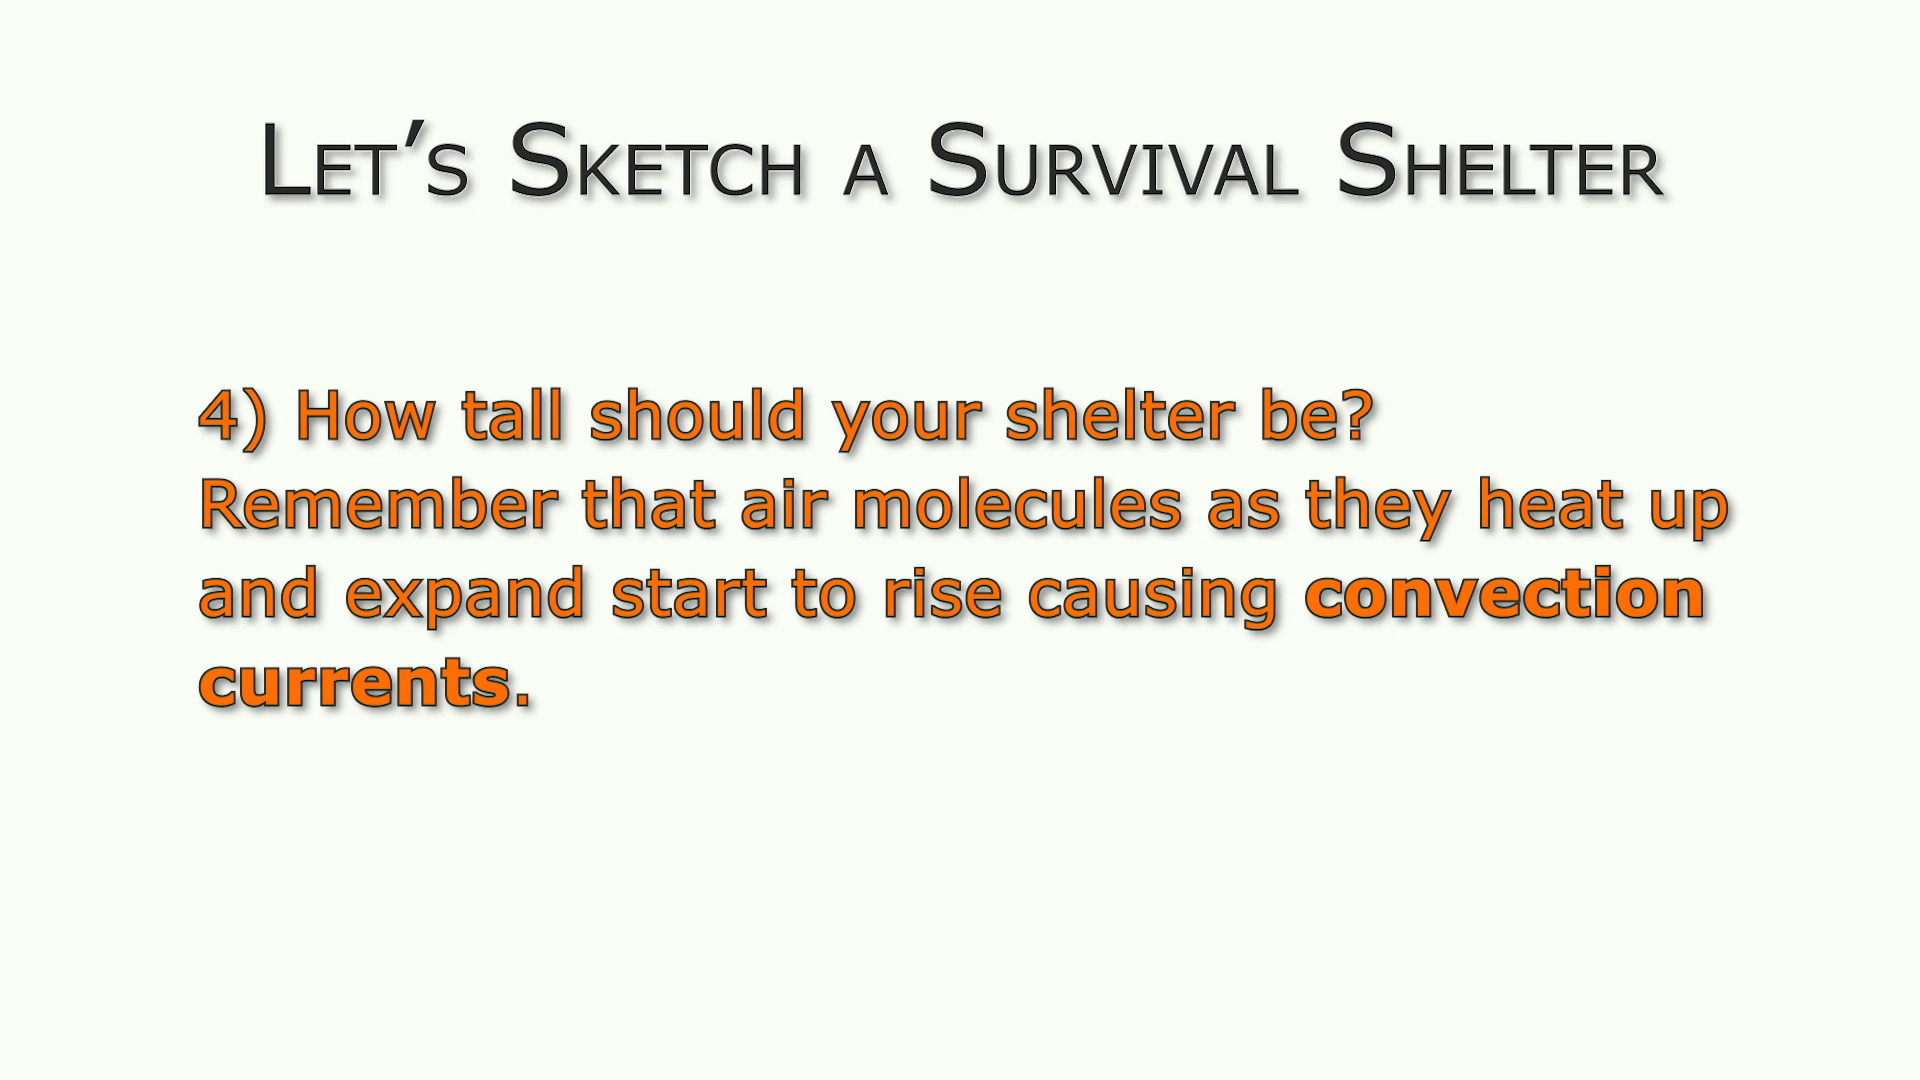 Let’s Sketch a Survival Shelter
4) How tall should your shelter be?
Remember that air molecules as they heat up
and expand start to rise causing convection
currents.